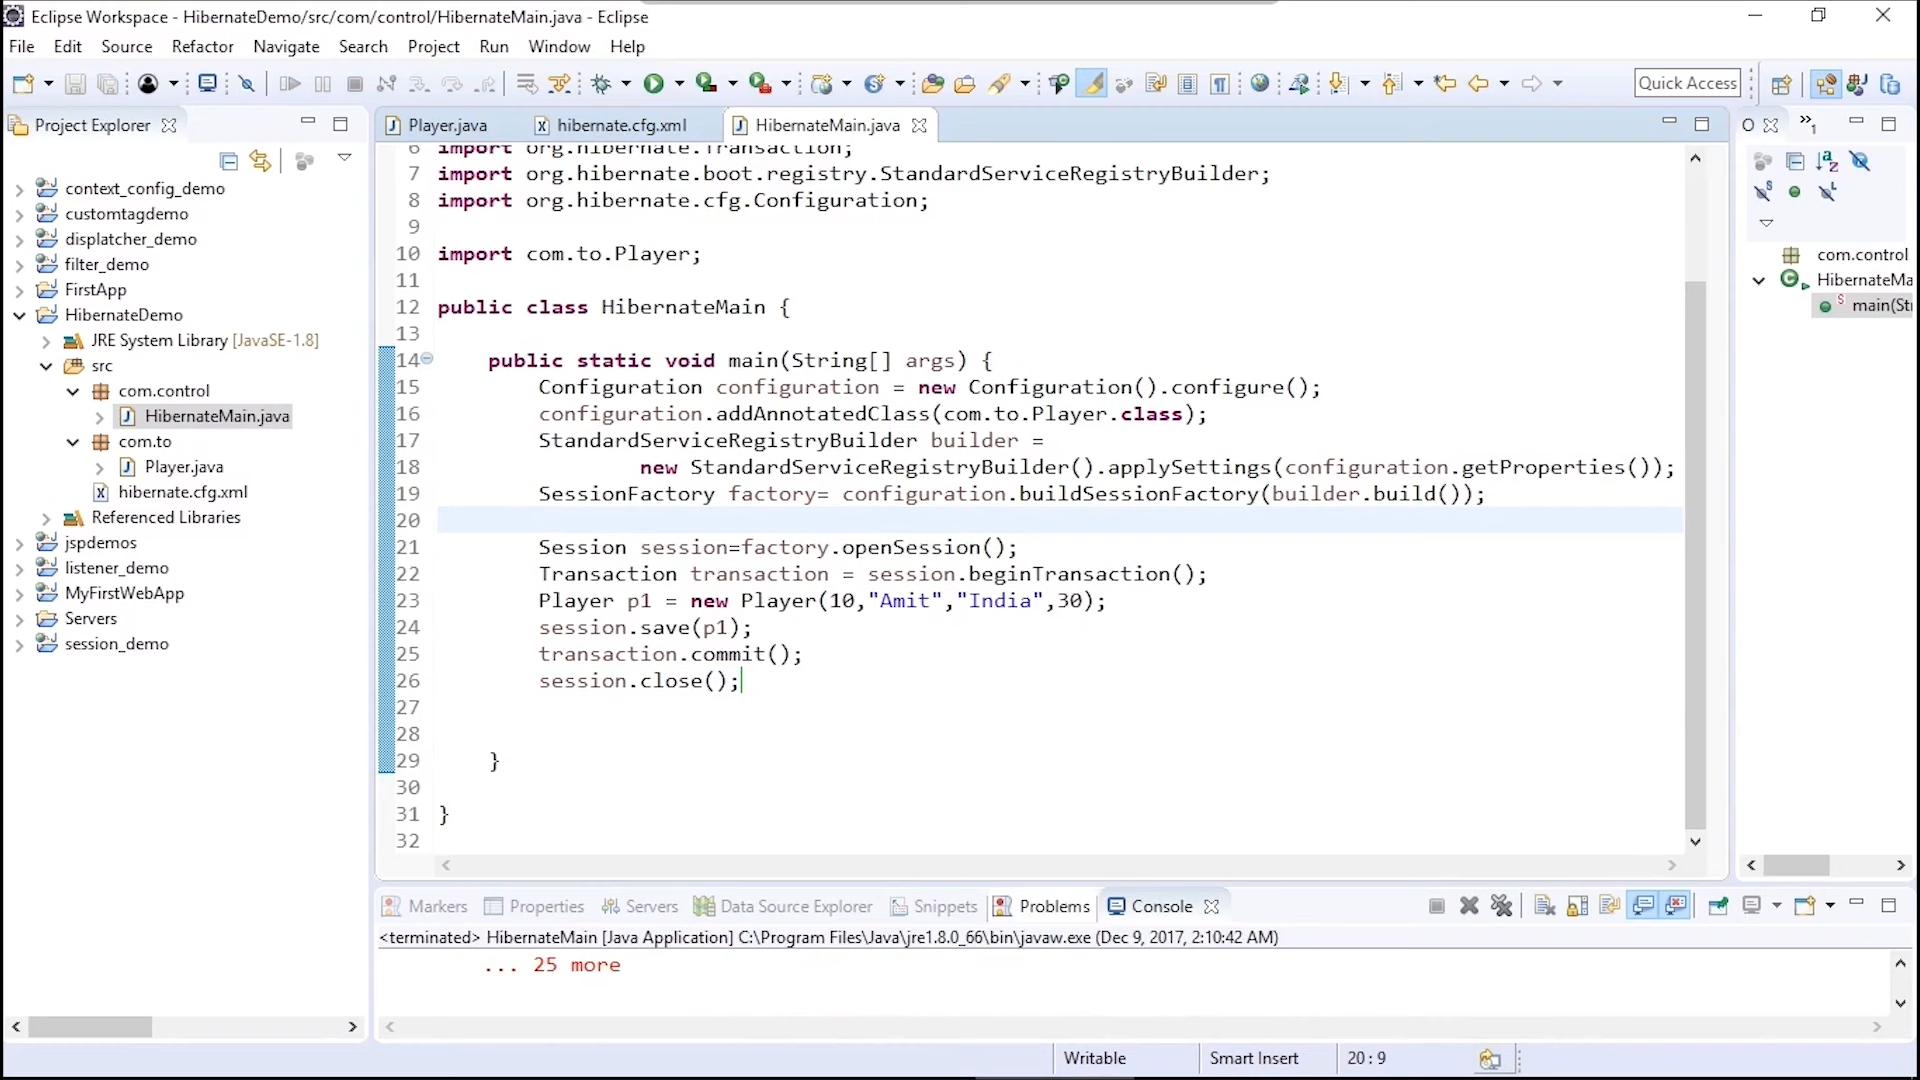 Eclipse Workspace - HibernateDemo/src/com/control/HibernateMain.java - Eclipse
File Edit Source Refactor Navigate Search Project Run Window Help
Quick Access
Project Explorer
context_config_demo
customtagdemo
displatcher_demo
filter_demo
FirstApp
HibernateDemo
JRE System Library [JavaSE-1.8]
src
com.control
HibernateMain.java
com.to
Player.java
hibernate.cfg.xml
Referenced Libraries
jspdemos
listener_demo
MyFirstWebApp
Servers
session_demo
Player.java hibernate.cfg.xml HibernateMain.java
6 import org.hibernate.Transaction;
7 import org.hibernate.boot.registry.StandardServiceRegistryBuilder;
8 import org.hibernate.cfg.Configuration;
9
10 import com.to.Player;
11
12 public class HibernateMain {
13
14 public static void main(String[] args) {
15 Configuration configuration = new Configuration().configure();
16 configuration.addAnnotatedClass(com.to.Player.class);
17 StandardServiceRegistryBuilder builder =
18 new StandardServiceRegistryBuilder().applySettings(configuration.getProperties());
19 SessionFactory factory= configuration.buildSessionFactory(builder.build());
20
21 Session session=factory.openSession();
22 Transaction transaction = session.beginTransaction();
23 Player p1 = new Player(10,"Amit","India",30);
24 session.save(p1);
25 transaction.commit();
26 session.close();
27
28
29 }
30
31 }
32
O
com.control
HibernateMa
main(Stri
Markers Properties Servers Data Source Explorer Snippets Problems Console
<terminated> HibernateMain [Java Application] C:\Program Files\Java\jre1.8.0_66\bin\javaw.exe (Dec 9, 2017, 2:10:42 AM)
... 25 more
Writable Smart Insert 20 : 9